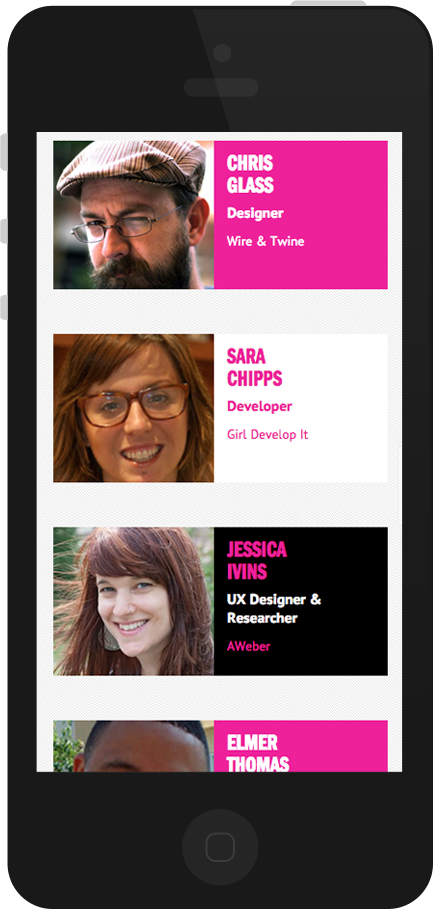 CHRIS
GLASS
Designer
Wire & Twine
SARA
CHIPPS
Developer
Girl Develop It
JESSICA
IVINS
UX Designer &
Researcher
AWeber
ELMER
THOMAS